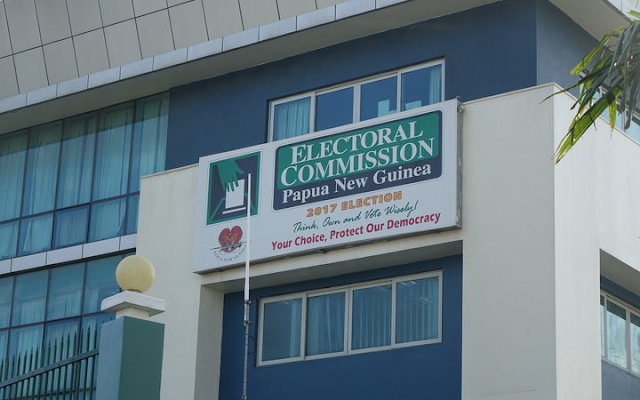 ELECTORAL
COMMISSION
Papua New Guinea
2017 ELECTION
Think, Own and Vote Wisely!
Your Choice, Protect Our Democracy